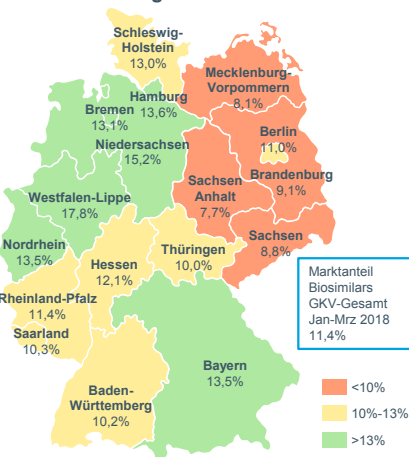 Schleswig-
Holstein
13,0%
Mecklenburg-
Vorpommern
8,1%
Hamburg
13,6%
Bremen
13,1%
Niedersachsen
15,2%
Berlin
11,0%
Brandenburg
9,1%
Sachsen
Anhalt
7,7%
Westfalen-Lippe
17,8%
Nordrhein
13,5%
Sachsen
8,8%
Thüringen
10,0%
Hessen
12,1%
Rheinland-Pfalz
11,4%
Saarland
10,3%
Bayern
13,5%
Baden-
Württemberg
10,2%
Marktanteil
Biosimilars
GKV-Gesamt
Jan-Mrz 2018
11,4%
<10%
10%-13%
>13%